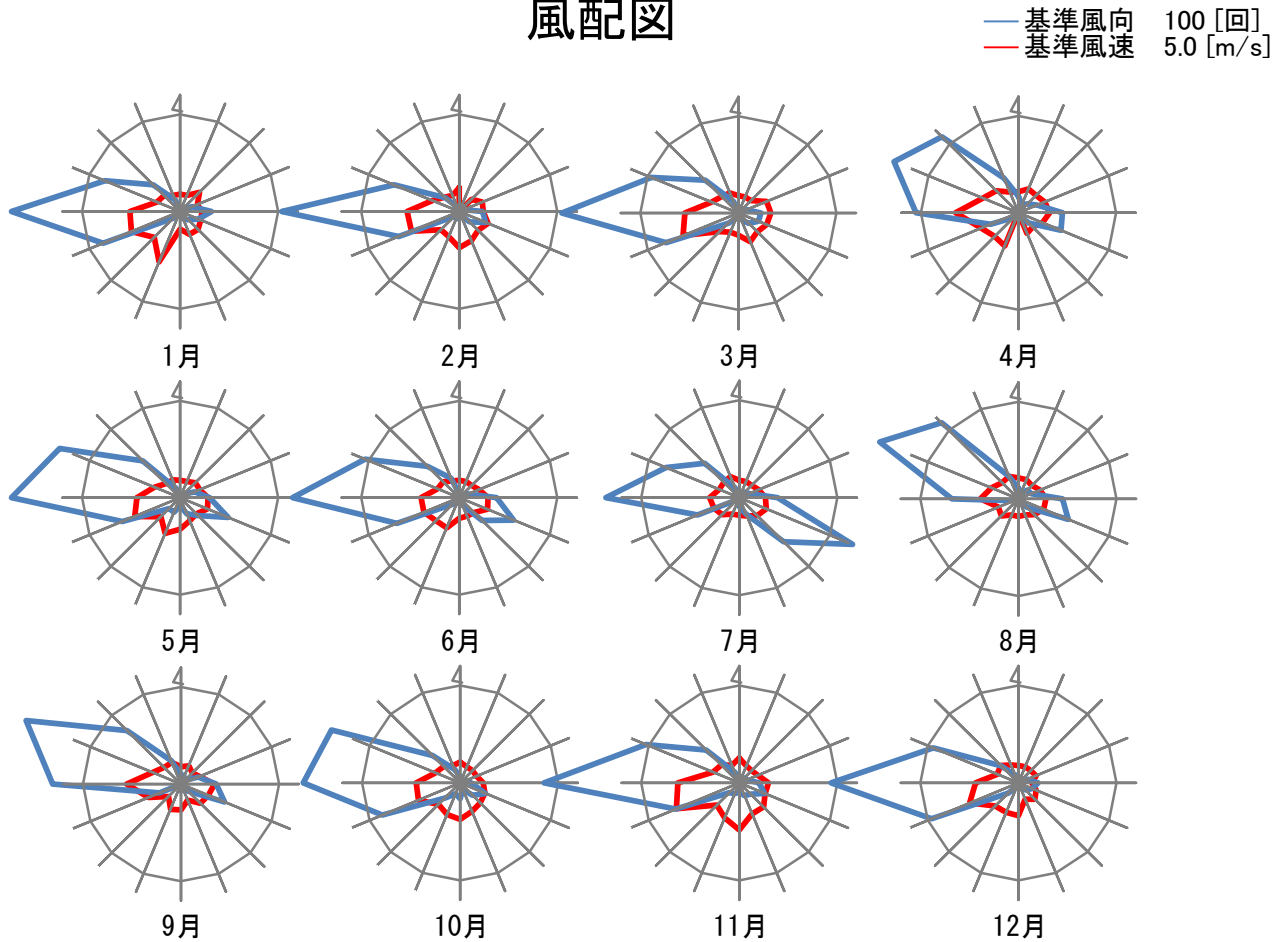 風配図
基準風向 100 [回]
基準風速 5.0 [m/s]
1月
2月
3月
4月
5月
6月
7月
8月
9月
10月
11月
12月